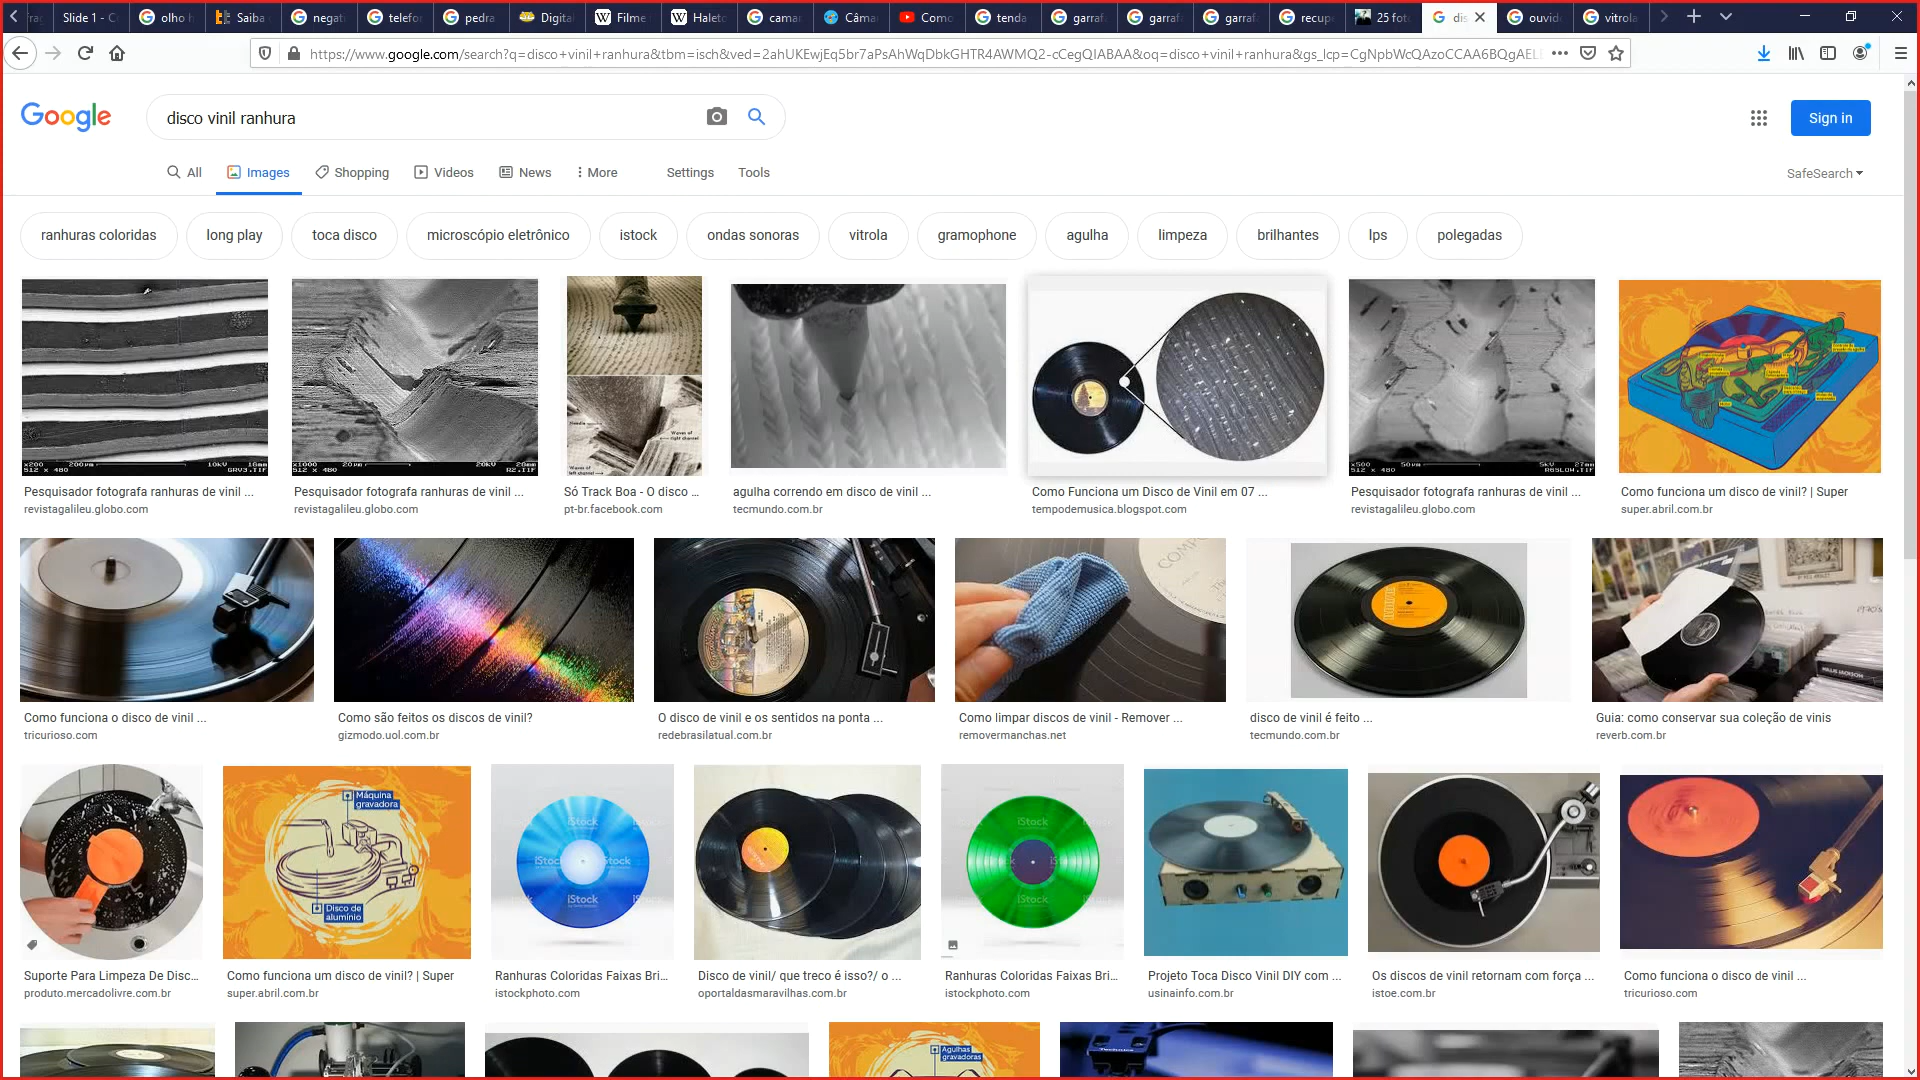 Slide 1 - C
olho h
Saiba
negat
telefor
pedra
Digita
Filme
Halet
camar
Câma
Como
tenda
garraf
garraf
garraf
recup
25 fot
dis
ouvid
vitrola
https://www.google.com/search?q=disco+vinil+ranhura&tbm=isch&ved=2ahUKEwjEq5br7aPsAhWqDbkGHTR4AWMQ2-cCegQIABAA&oq=disco+vinil+ranhura&gs_lcp=CgNpbWcQAzoCCAA6BQgAEL
Google
disco vinil ranhura
Sign in
All
Images
Shopping
Videos
News
More
Settings
Tools
SafeSearch
ranhuras coloridas
long play
toca disco
microscópio eletrônico
istock
ondas sonoras
vitrola
gramophone
agulha
limpeza
brilhantes
lps
polegadas
Pesquisador fotografa ranhuras de vinil ...
revistagalileu.globo.com
Pesquisador fotografa ranhuras de vinil ...
revistagalileu.globo.com
Só Track Boa - O disco ...
pt-br.facebook.com
agulha correndo em disco de vinil ...
tecmundo.com.br
Como Funciona um Disco de Vinil em 07 ...
tempodemusica.blogspot.com
Pesquisador fotografa ranhuras de vinil ...
revistagalileu.globo.com
Como funciona um disco de vinil? | Super
super.abril.com.br
Como funciona o disco de vinil ...
tricurioso.com
Como são feitos os discos de vinil?
gizmodo.uol.com.br
O disco de vinil e os sentidos na ponta ...
redebrasilatual.com.br
Como limpar discos de vinil - Remover ...
removermanchas.net
disco de vinil é feito ...
tecmundo.com.br
Guia: como conservar sua coleção de vinis
reverb.com.br
Máquina
gravadora
Disco de
alumínio
iStock
iStock
iStock
iStock
Suporte Para Limpeza De Disc...
produto.mercadolivre.com.br
Como funciona um disco de vinil? | Super
super.abril.com.br
Ranhuras Coloridas Faixas Bri...
istockphoto.com
Disco de vinil/ que treco é isso?/ o ...
oportaldasmaravilhas.com.br
Ranhuras Coloridas Faixas Bri...
istockphoto.com
Projeto Toca Disco Vinil DIY com ...
usinainfo.com.br
Os discos de vinil retornam com força ...
istoe.com.br
Como funciona o disco de vinil ...
tricurioso.com
Agulhas
gravadoras